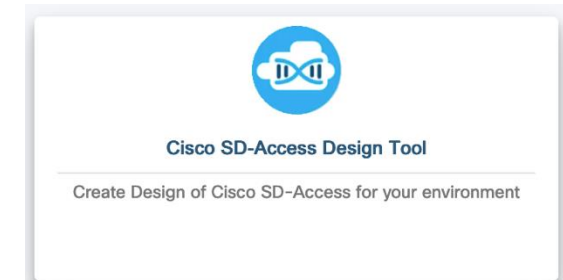 Cisco SD-Access Design Tool
Create Design of Cisco SD-Access for your environment